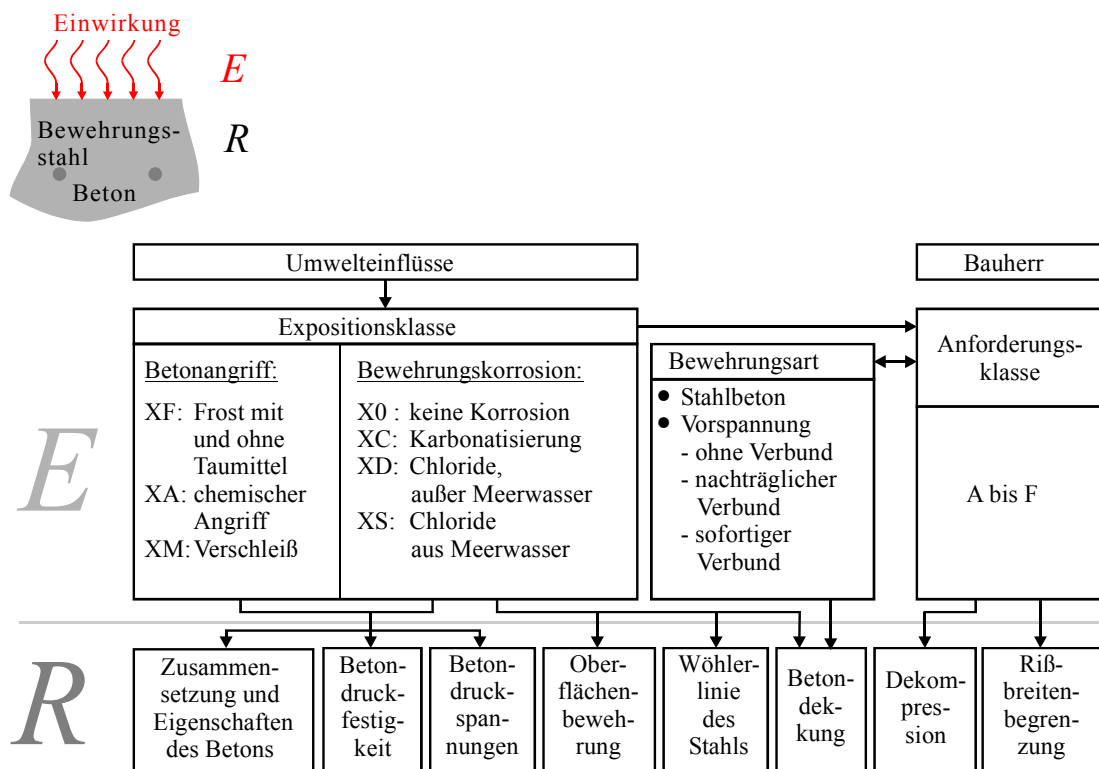 Einwirkung
E
Bewehrungs-
stahl
R
Beton
Umwelteinflüsse
Bauherr
Expositionsklasse
Anforderungs-
klasse
Betonangriff:
XF: Frost mit
und ohne
Taumittel
XA: chemischer
Angriff
XM: Verschleiß
Bewehrungskorrosion:
X0 : keine Korrosion
XC: Karbonatisierung
XD: Chloride,
außer Meerwasser
XS: Chloride
aus Meerwasser
Bewehrungsart
● Stahlbeton
● Vorspannung
- ohne Verbund
- nachträglicher
Verbund
- sofortiger
Verbund
A bis F
E
R
Zusammen-
setzung und
Eigenschaften
des Betons
Beton-
druck-
festig-
keit
Beton-
druck-
span-
nungen
Ober-
flächen-
beweh-
rung
Wöhler-
linie
des
Stahls
Beton-
dek-
kung
Dekom-
pres-
sion
Riß-
breiten-
begren-
zung